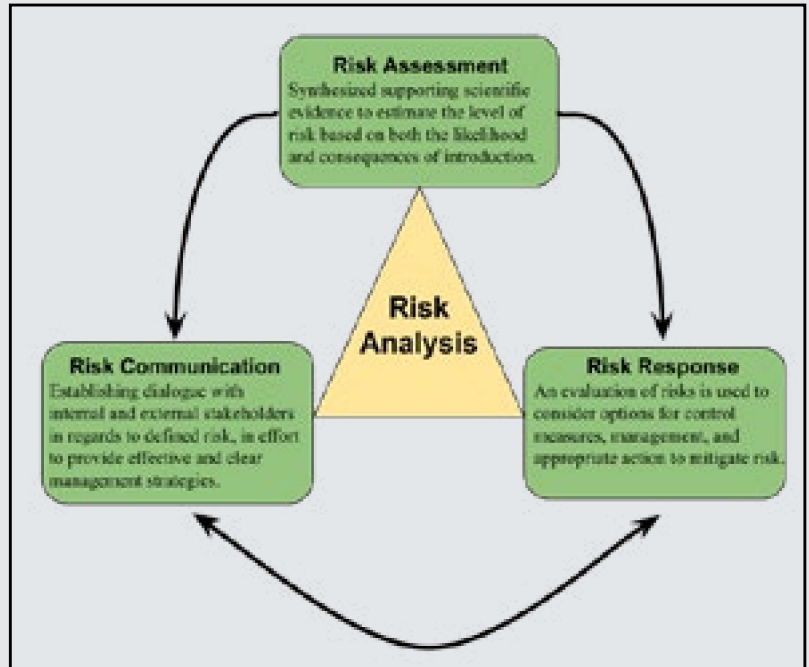 Risk Assessment
Synthesized supporting scientific
evidence to estimate the level of
risk based on both the likelihood
and consequences of introduction.
Risk
Analysis
Risk Communication
Establishing dialogue with
internal and external stakeholders
in regards to defined risk, in effort
to provide effective and clear
management strategies.
Risk Response
An evaluation of risks is used to
consider options for control
measures, management, and
appropriate action to mitigate risk.